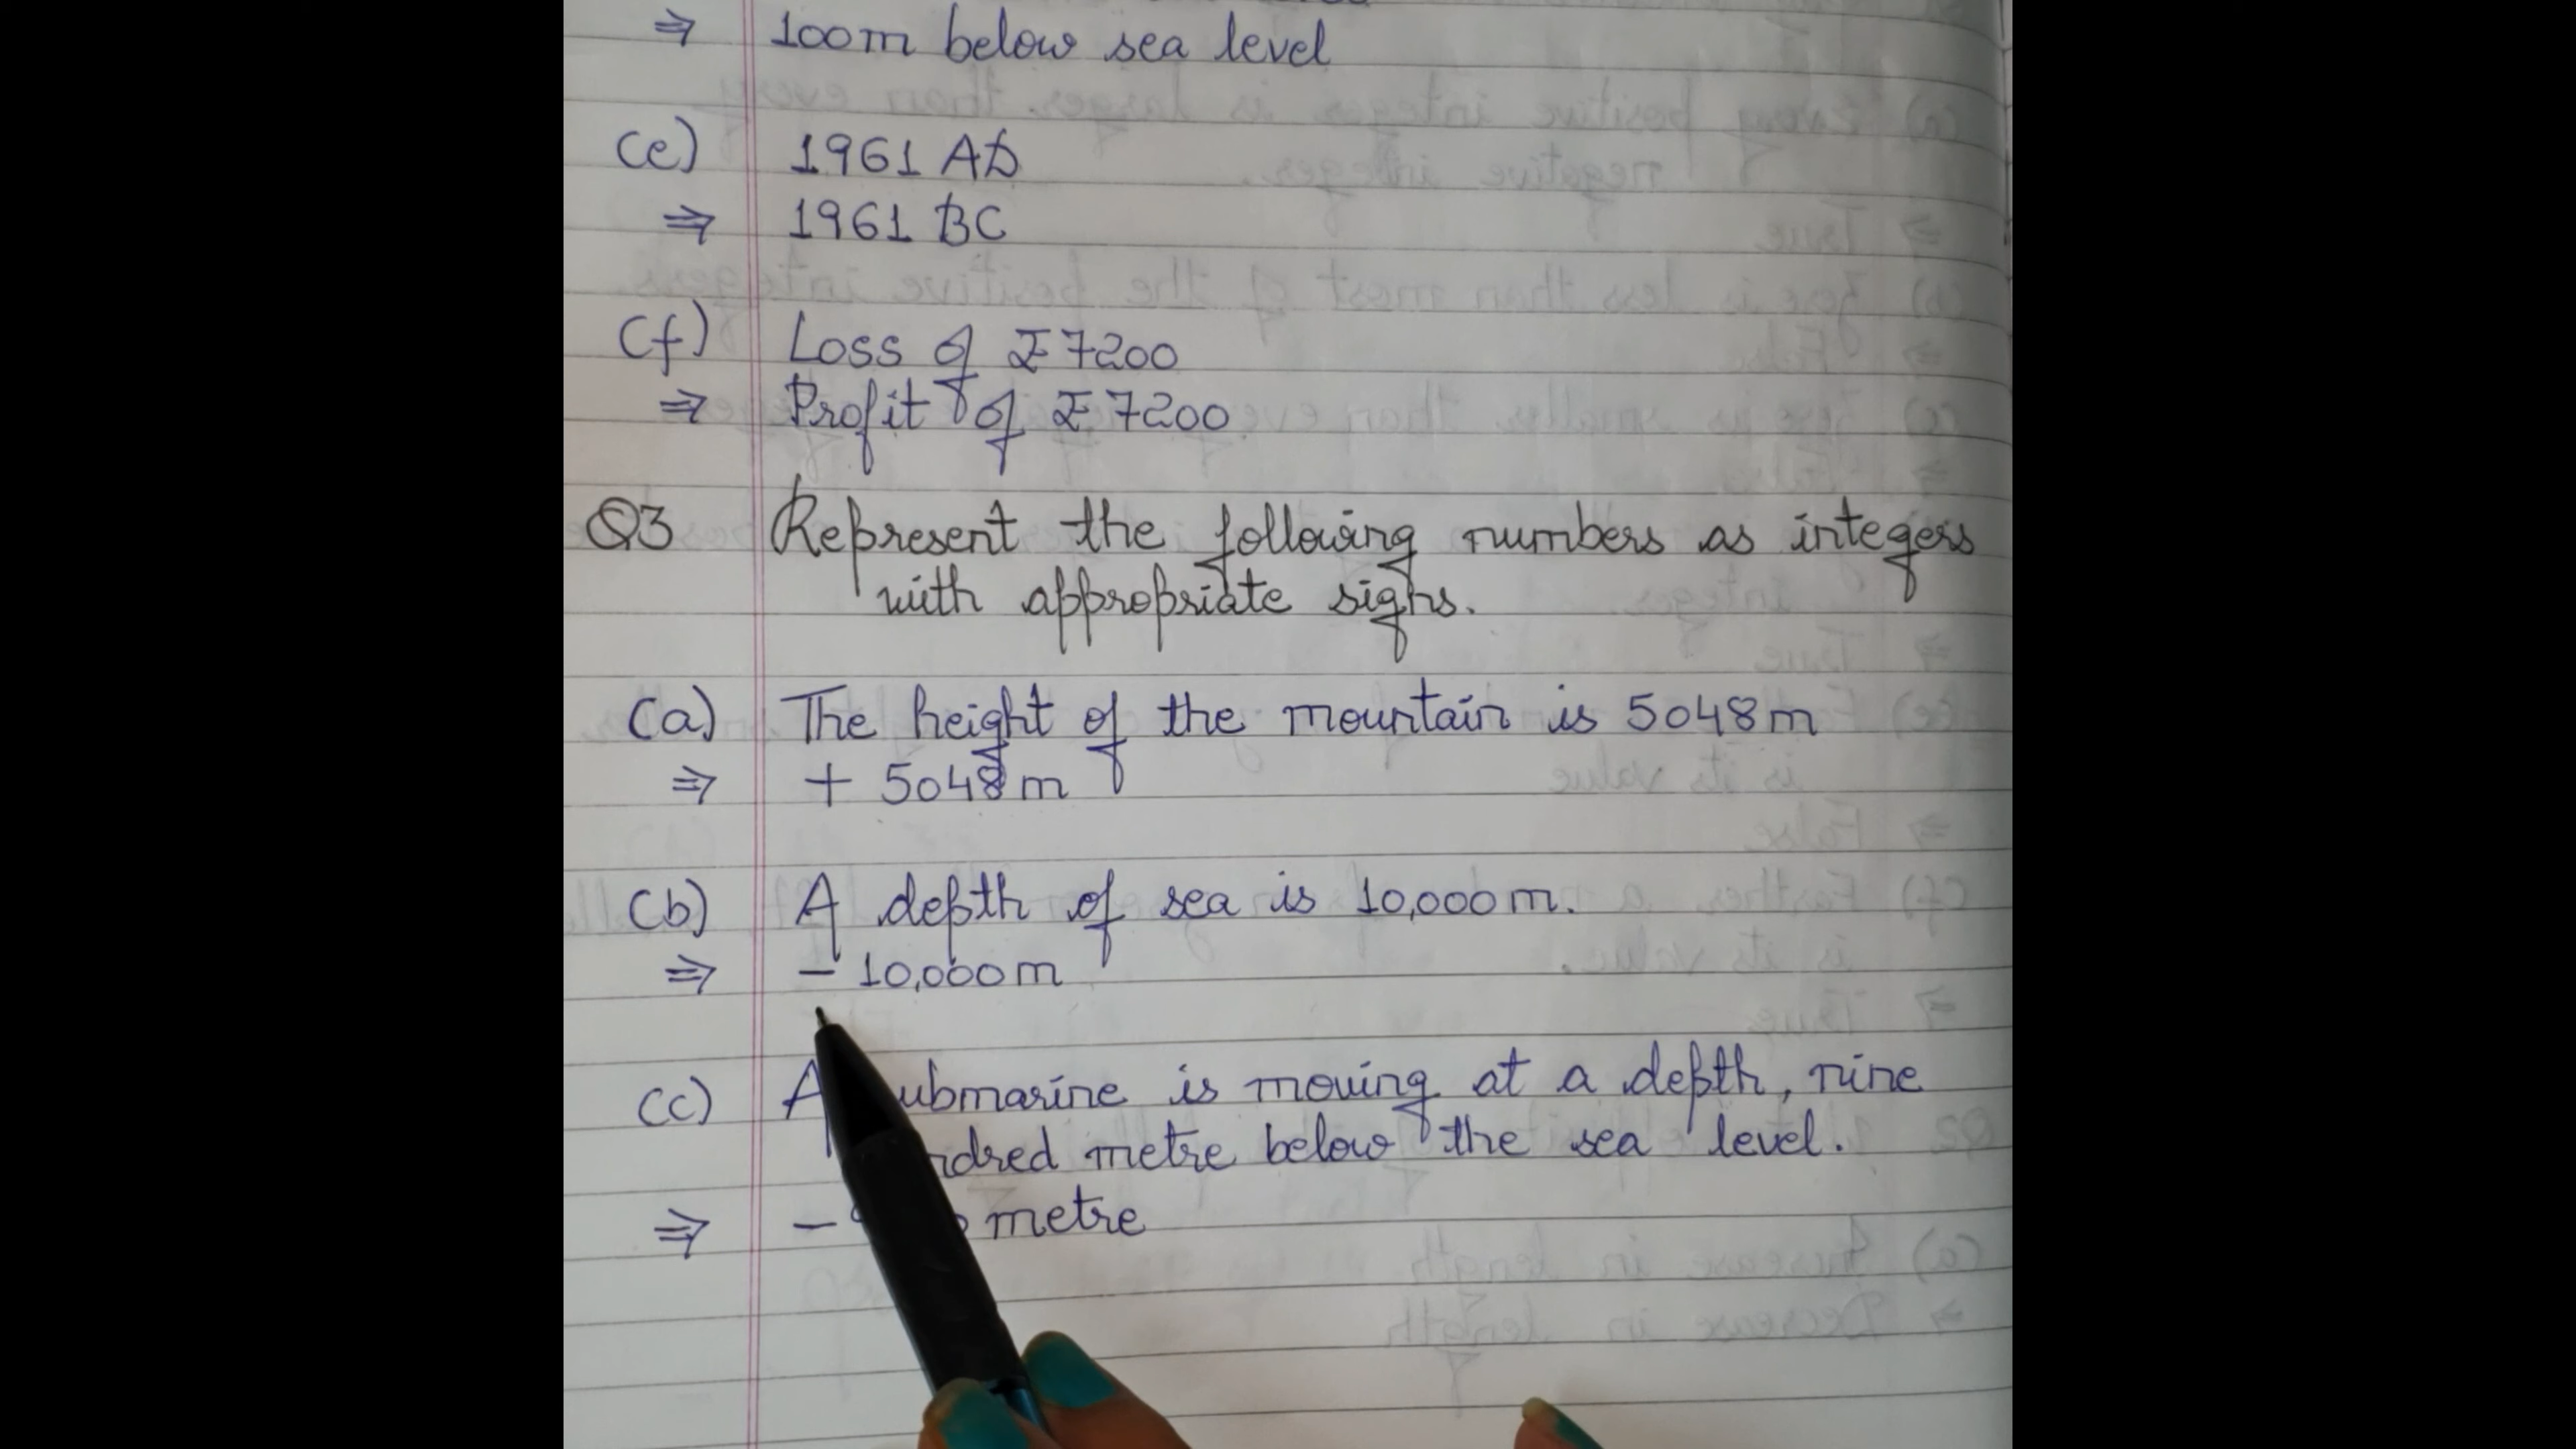 ⇒ 100m below sea level
(e) 1961 AD
⇒ 1961 BC
(f) Loss of ₹7200
⇒ Profit of ₹7200
Q3 Represent the following numbers as integers
with appropriate signs.
(a) The height of the mountain is 5048m
⇒ + 5048m
(b) A depth of sea is 10,000m.
⇒ - 10,000m
(c) A is moving at a depth, nine
metre below the sea level.
⇒ - metre